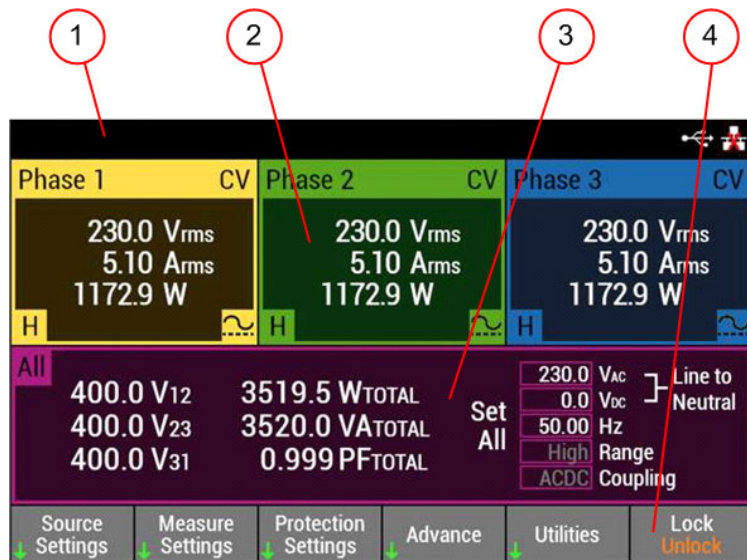 1 2 3 4
Phase 1 CV Phase 2 CV Phase 3 CV
230.0 Vrms 230.0 Vrms 230.0 Vrms
5.10 Arms 5.10 Arms 5.10 Arms
1172.9 W 1172.9 W 1172.9 W
H H H
All
400.0 V12 3519.5 WTOTAL
400.0 V23 3520.0 VATOTAL
400.0 V31 0.999 PFTOTAL
Set
All
230.0 VAC
0.0 VDC
Line to
Neutral
50.00 Hz
High Range
ACDC Coupling
Source
Settings
Measure
Settings
Protection
Settings
Advance
Utilities
Lock
Unlock